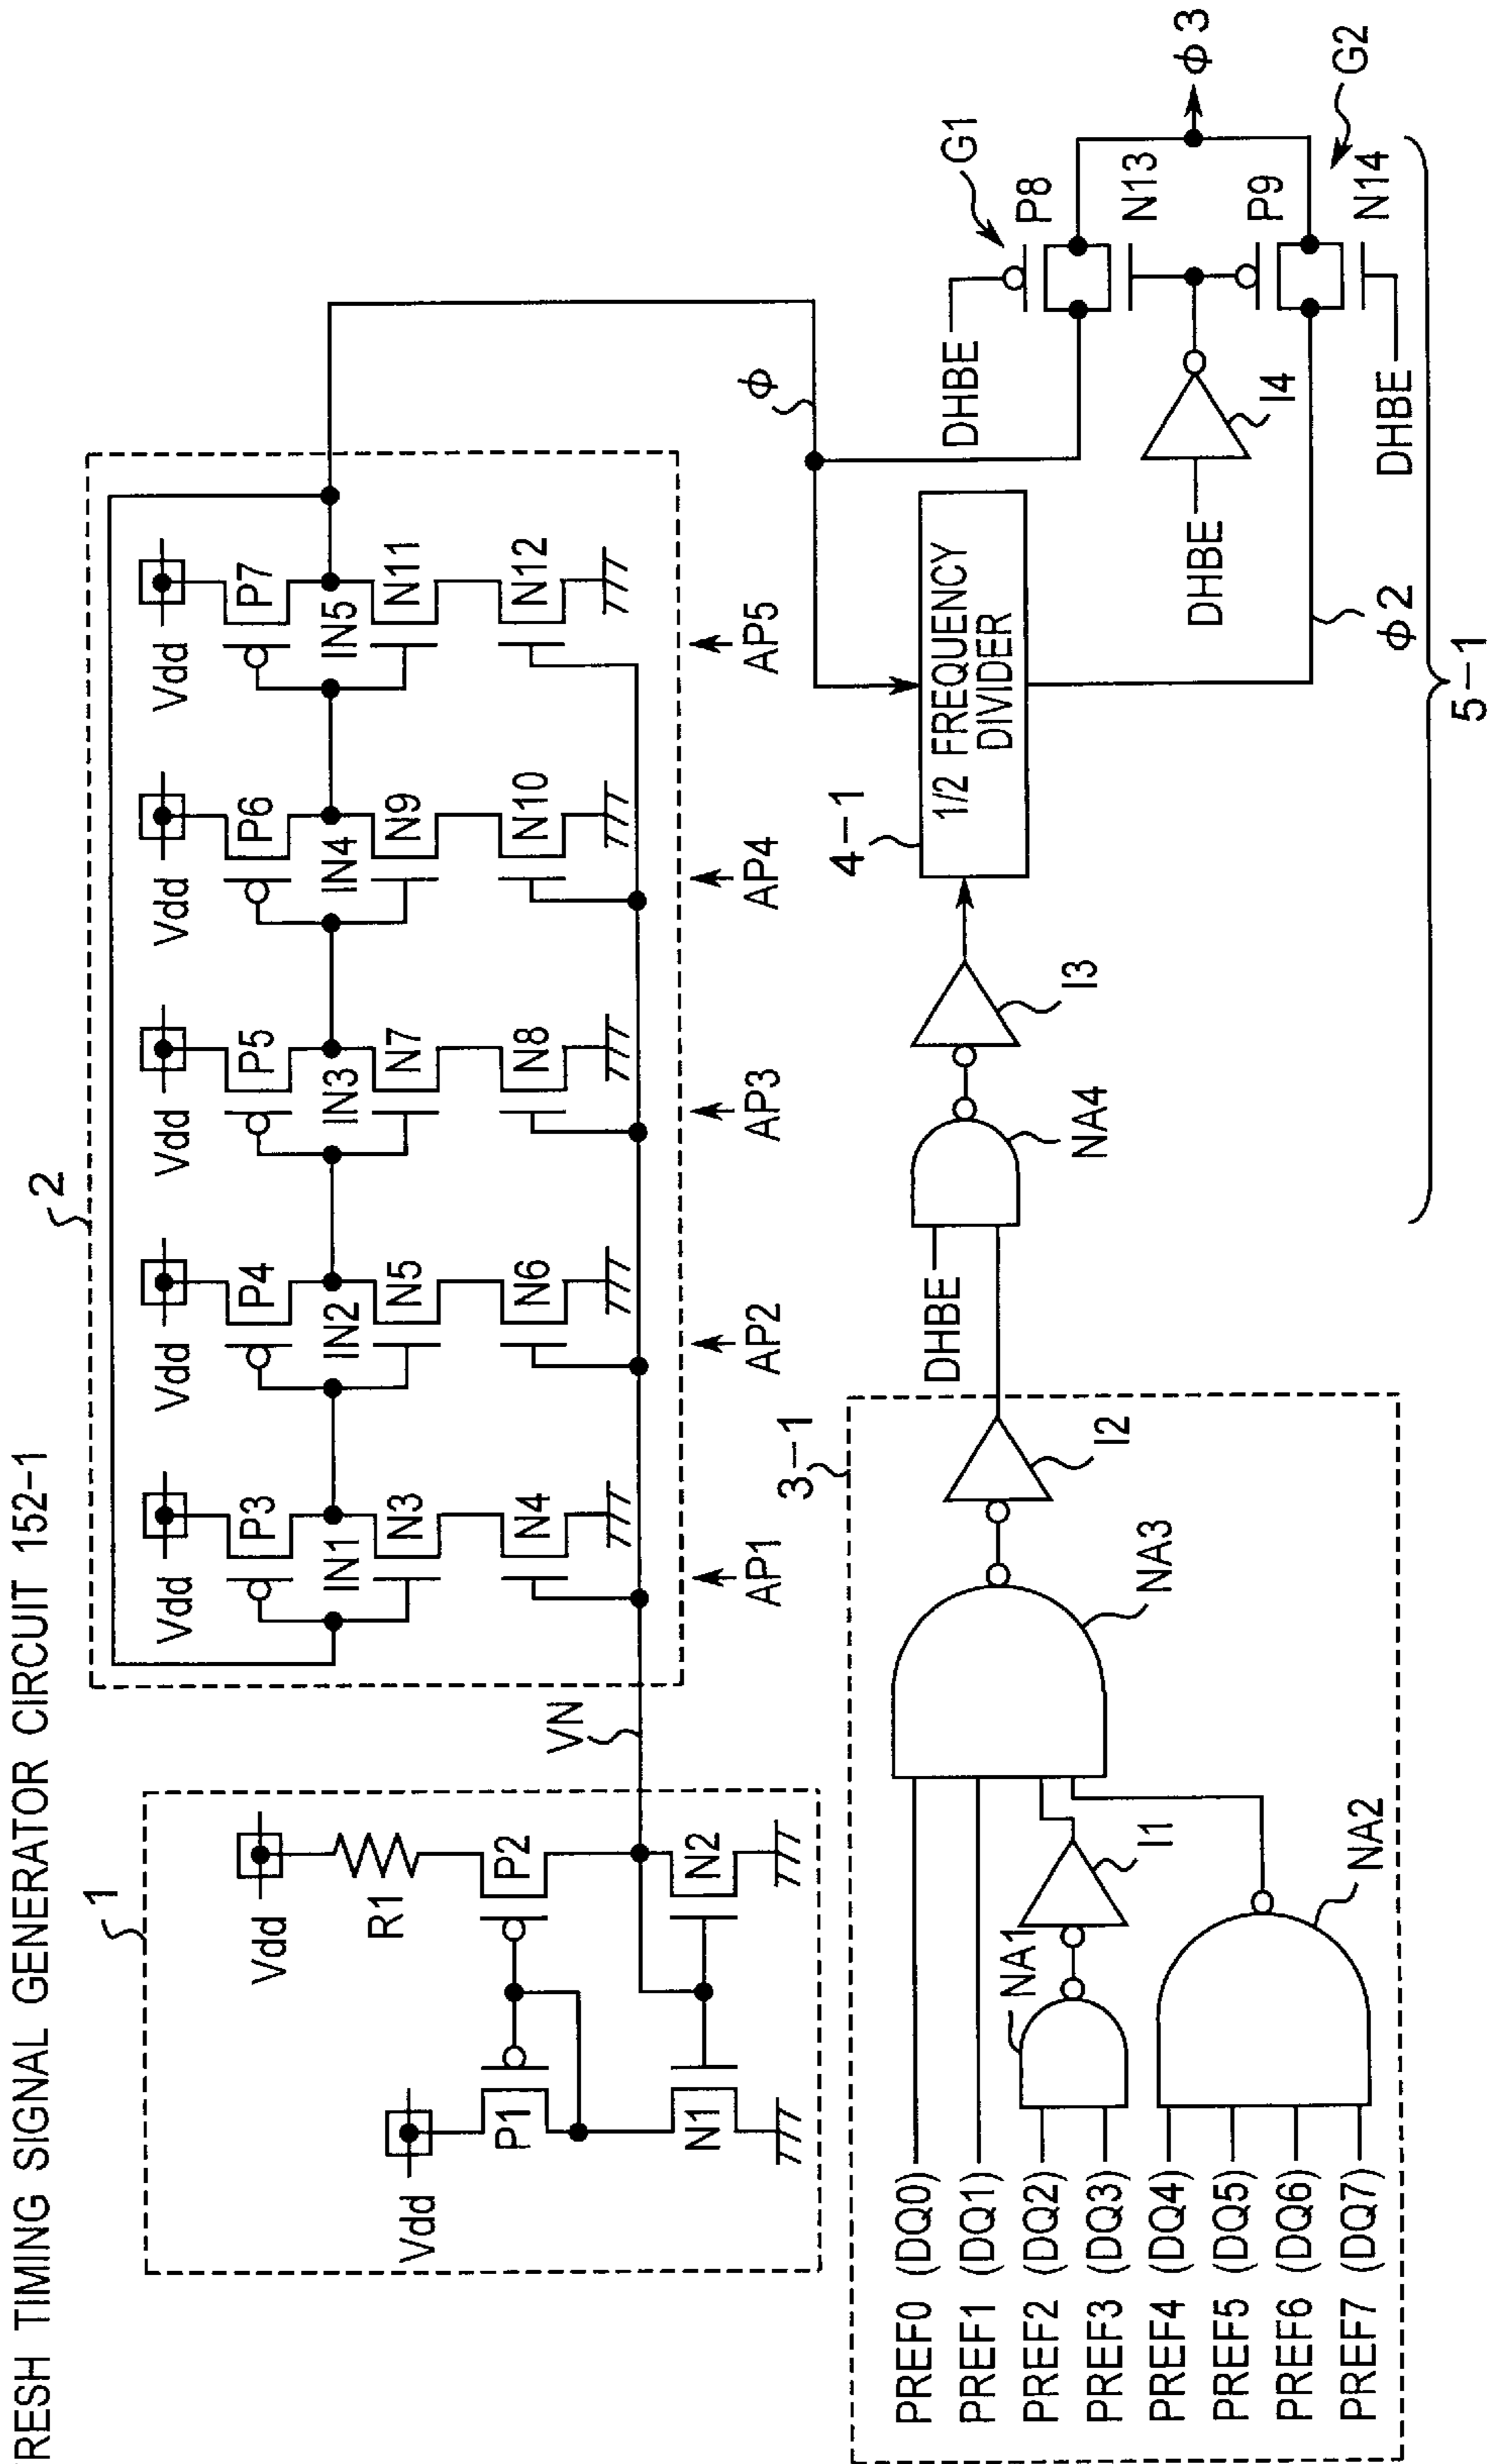 RESH TIMING SIGNAL GENERATOR CIRCUIT 152-1
1
Vdd
Vdd
R1
P1
P2
N1
N2
VN
2
Vdd
Vdd
Vdd
Vdd
Vdd
P3
P4
P5
P6
P7
IN1
IN2
IN3
IN4
IN5
N3
N5
N7
N9
N11
N4
N6
N8
N10
N12
AP1
AP2
AP3
AP4
AP5
ϕ
3-1
PREF0 (DQ0)
PREF1 (DQ1)
PREF2 (DQ2)
PREF3 (DQ3)
PREF4 (DQ4)
PREF5 (DQ5)
PREF6 (DQ6)
PREF7 (DQ7)
NA1
I1
NA2
NA3
I2
DHBE
NA4
I3
4-1
1/2 FREQUENCY
DIVIDER
DHBE
G1
P8
N13
ϕ3
DHBE
I4
P9
N14
G2
DHBE
ϕ2
5-1